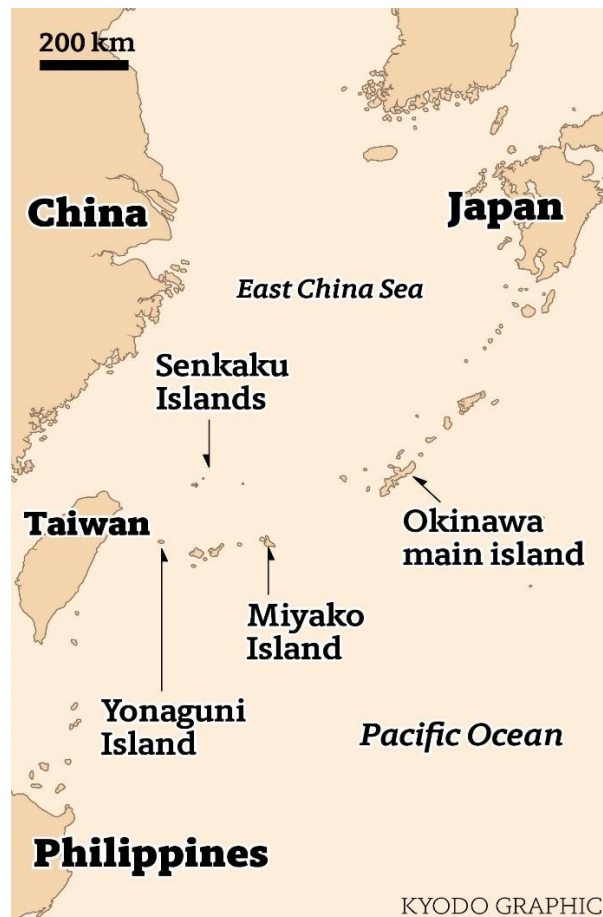 200 km
China
Japan
East China Sea
Senkaku
Islands
Taiwan
Okinawa
main island
Miyako
Island
Yonaguni
Island
Pacific Ocean
Philippines
KYODO GRAPHIC